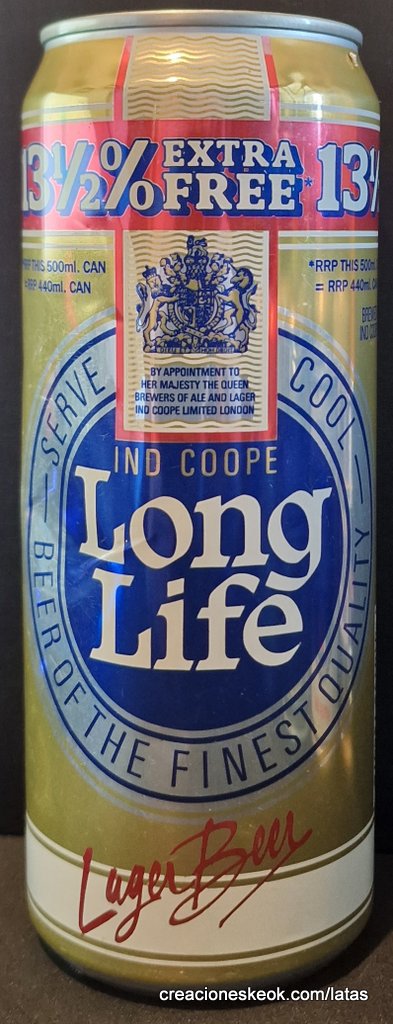 13½% EXTRA FREE* 13½
*RRP THIS 500ml. CAN
= RRP 440ml. CAN
*RRP THIS 500ml.
= RRP 440ml. CA
BY APPOINTMENT TO
HER MAJESTY THE QUEEN
BREWERS OF ALE AND LAGER
IND COOPE LIMITED LONDON
SERVE COOL
IND COOPE
Long
Life
BEER OF THE FINEST QUALITY
Lager Beer
creacioneskeok.com/latas